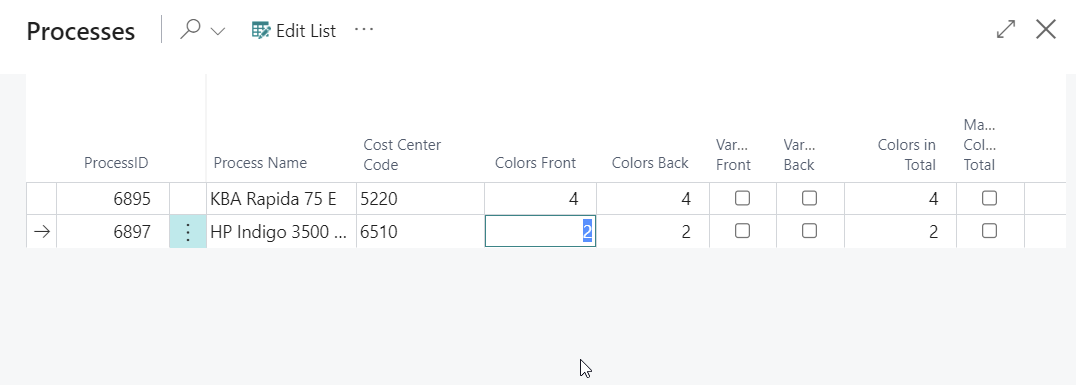 Processes
Edit List
ProcessID Process Name Cost Center Code Colors Front Colors Back Var... Front Var... Back Colors in Total Ma... Col... Total
6895 KBA Rapida 75 E 5220 4 4 4
6897 HP Indigo 3500 ... 6510 2 2 2